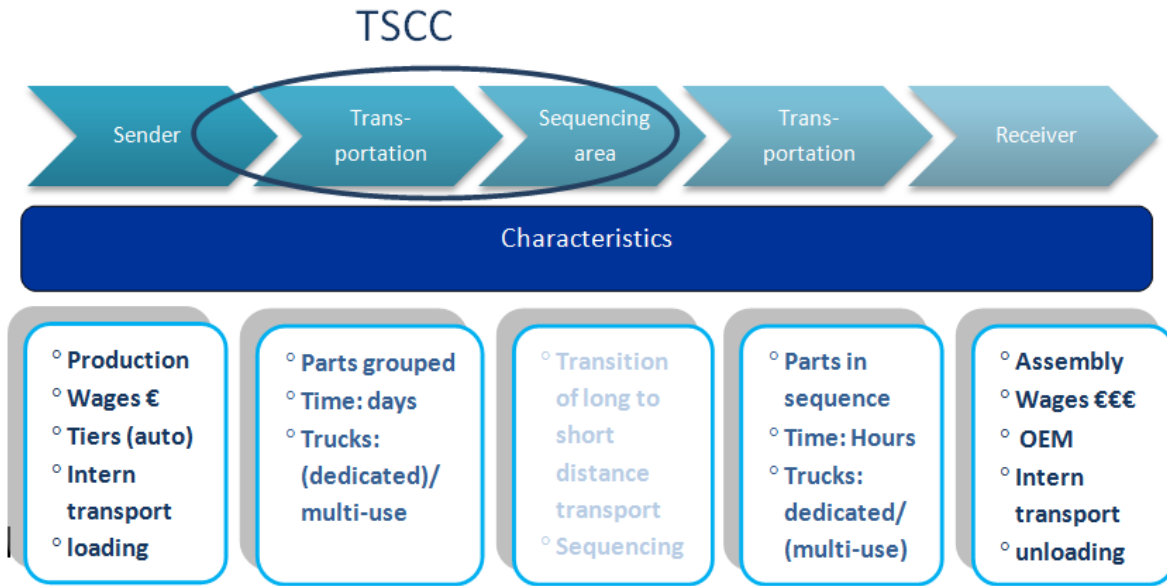 TSCC
Sender
Trans-
portation
Sequencing
area
Trans-
portation
Receiver
Characteristics
° Production
° Wages €
° Tiers (auto)
° Intern
transport
° loading
° Parts grouped
° Time: days
° Trucks:
(dedicated)/
multi-use
° Transition
of long to
short
distance
transport
° Sequencing
° Parts in
sequence
° Time: Hours
° Trucks:
dedicated/
(multi-use)
° Assembly
° Wages €€€
° OEM
° Intern
transport
° unloading